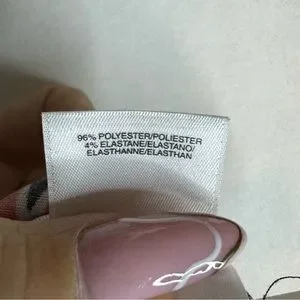 96% POLYESTER/POLIESTER
4% ELASTANE/ELASTANO/
ELASTHANNE/ELASTHAN